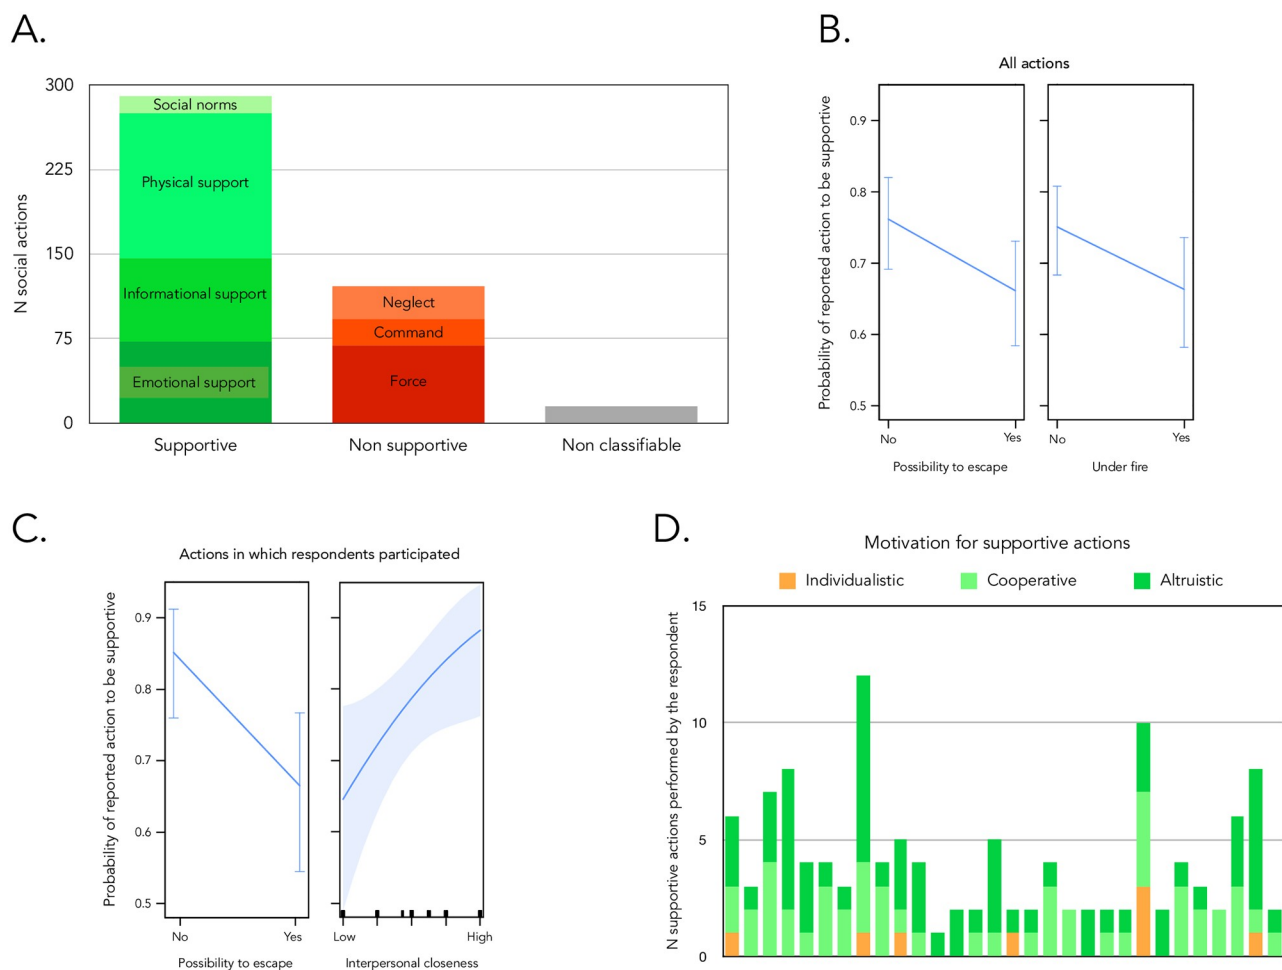 A.
300
225
150
75
0
N social actions
Social norms
Physical support
Informational support
Emotional support
Neglect
Command
Force
Supportive
Non supportive
Non classifiable
B.
All actions
Probability of reported action to be supportive
0.9
0.8
0.7
0.6
0.5
No
Yes
No
Yes
Possibility to escape
Under fire
C.
Actions in which respondents participated
Probability of reported action to be supportive
0.9
0.8
0.7
0.6
0.5
No
Yes
Low
High
Possibility to escape
Interpersonal closeness
D.
Motivation for supportive actions
Individualistic
Cooperative
Altruistic
N supportive actions performed by the respondent
15
10
5
0